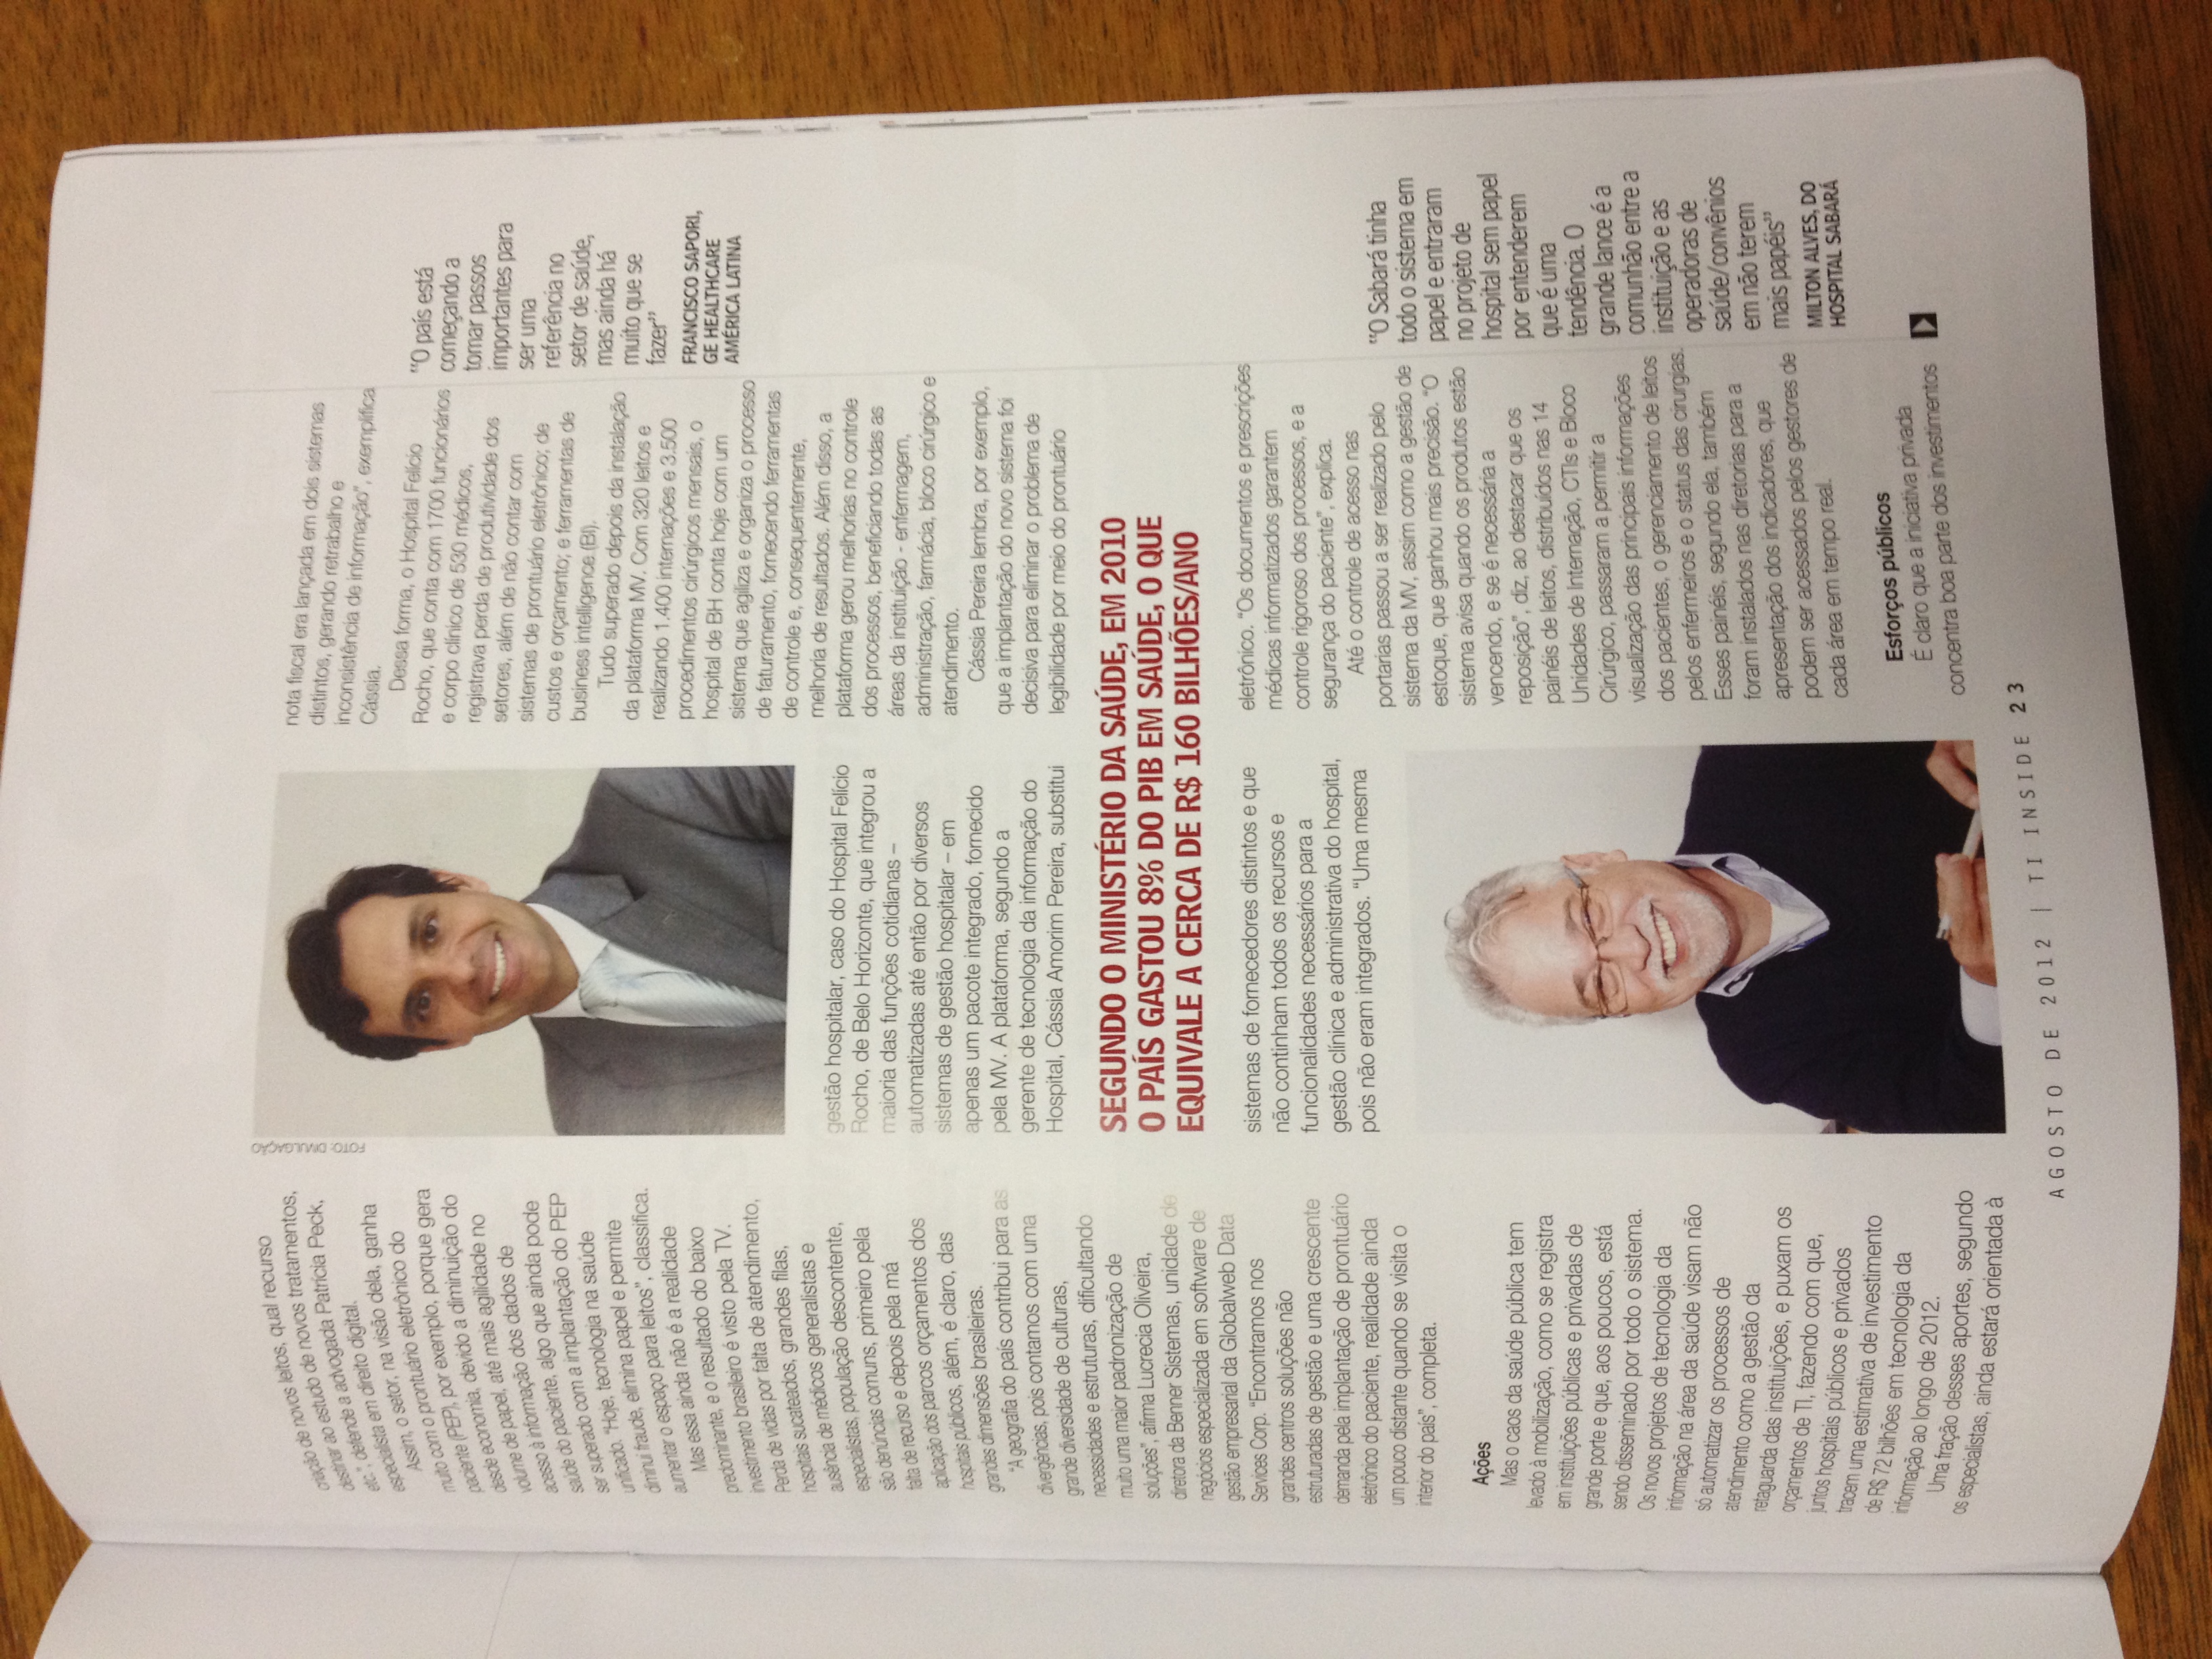 criação de novos leitos, qual recurso
destinar ao estudo de novos tratamentos,
etc.", defende a advogada Patrícia Peck,
especialista em direito digital.
Assim, o setor, na visão dela, ganha
muito com o prontuário eletrônico do
paciente (PEP), por exemplo, porque gera
desde economia, devido a diminuição do
volume de papel, até mais agilidade no
acesso à informação dos dados de
saúde do paciente, algo que ainda pode
ser superado com a implantação do PEP
unificado. "Hoje, tecnologia na saúde
diminui fraude, elimina papel e permite
aumentar o espaço para leitos", classifica.
Mas essa ainda não é a realidade
predominante, e o resultado do baixo
investimento brasileiro é visto pela TV.
Perda de vidas por falta de atendimento,
hospitais sucateados, grandes filas,
ausência de médicos generalistas e
especialistas, população descontente,
são denúncias comuns, primeiro pela
falta de recurso e depois pela má
aplicação dos parcos orçamentos dos
hospitais públicos, além, é claro, das
grandes dimensões brasileiras.
"A geografia do país contribui para as
divergências, pois contamos com uma
grande diversidade de culturas,
necessidades e estruturas, dificultando
muito uma maior padronização de
soluções", afirma Lucrecia Oliveira,
diretora da Benner Sistemas, unidade de
negócios especializada em software de
gestão empresarial da Globalweb Data
Services Corp. "Encontramos nos
grandes centros soluções não
estruturadas de gestão e uma crescente
demanda pela implantação de prontuário
eletrônico do paciente, realidade ainda
um pouco distante quando se visita o
interior do país", completa.
Ações
Mas o caos da saúde pública tem
levado à mobilização, como se registra
em instituições públicas e privadas de
grande porte e que, aos poucos, está
sendo disseminado por todo o sistema.
Os novos projetos de tecnologia da
informação na área da saúde visam não
só automatizar os processos de
atendimento como a gestão da
retaguarda das instituições, e puxam os
orçamentos de TI, fazendo com que,
juntos hospitais públicos e privados
tracem uma estimativa de investimento
de R$ 72 bilhões em tecnologia da
informação ao longo de 2012.
Uma fração desses aportes, segundo
os especialistas, ainda estará orientada à
FOTO: DIVULGAÇÃO
gestão hospitalar, caso do Hospital Felício
Rocho, de Belo Horizonte, que integrou a
maioria das funções cotidianas –
automatizadas até então por diversos
sistemas de gestão hospitalar – em
apenas um pacote integrado, fornecido
pela MV. A plataforma, segundo a
gerente de tecnologia da informação do
Hospital, Cássia Amorim Pereira, substitui
SEGUNDO O MINISTÉRIO DA SAÚDE, EM 2010
O PAÍS GASTOU 8% DO PIB EM SAÚDE, O QUE
EQUIVALE A CERCA DE R$ 160 BILHÕES/ANO
sistemas de fornecedores distintos e que
não continham todos os recursos e
funcionalidades necessários para a
gestão clínica e administrativa do hospital,
pois não eram integrados. "Uma mesma
nota fiscal era lançada em dois sistemas
distintos, gerando retrabalho e
inconsistência de informação", exemplifica
Cássia.
Dessa forma, o Hospital Felício
Rocho, que conta com 1700 funcionários
e corpo clínico de 530 médicos,
registrava perda de produtividade dos
setores, além de não contar com
sistemas de prontuário eletrônico; de
custos e orçamento; e ferramentas de
business intelligence (BI).
Tudo superado depois da instalação
da plataforma MV. Com 320 leitos e
realizando 1.400 internações e 3.500
procedimentos cirúrgicos mensais, o
hospital de BH conta hoje com um
sistema que agiliza e organiza o processo
de faturamento, fornecendo ferramentas
de controle e, consequentemente,
melhoria de resultados. Além disso, a
plataforma gerou melhorias no controle
dos processos, beneficiando todas as
áreas da instituição - enfermagem,
administração, farmácia, bloco cirúrgico e
atendimento.
Cássia Pereira lembra, por exemplo,
que a implantação do novo sistema foi
decisiva para eliminar o problema de
legibilidade por meio do prontuário
eletrônico. "Os documentos e prescrições
médicas informatizados garantem
controle rigoroso dos processos, e a
segurança do paciente", explica.
Até o controle de acesso nas
portarias passou a ser realizado pelo
sistema da MV, assim como a gestão de
estoque, que ganhou mais precisão. "O
sistema avisa quando os produtos estão
vencendo, e se é necessária a
reposição", diz, ao destacar que os
painéis de leitos, distribuídos nas 14
Unidades de Internação, CTIs e Bloco
Cirúrgico, passaram a permitir a
visualização das principais informações
dos pacientes, o gerenciamento de leitos
pelos enfermeiros e o status das cirurgias.
Esses painéis, segundo ela, também
foram instalados nas diretorias para a
apresentação dos indicadores, que
podem ser acessados pelos gestores de
cada área em tempo real.
Esforços públicos
É claro que a iniciativa privada
concentra boa parte dos investimentos
"O país está
começando a
tomar passos
importantes para
ser uma
referência no
setor de saúde,
mas ainda há
muito que se
fazer"
FRANCISCO SAPORI,
GE HEALTHCARE
AMÉRICA LATINA
"O Sabará tinha
todo o sistema em
papel e entraram
no projeto de
hospital sem papel
por entenderem
que é uma
tendência. O
grande lance é a
comunhão entre a
instituição e as
operadoras de
saúde/convênios
em não terem
mais papéis"
MILTON ALVES, DO
HOSPITAL SABARÁ
AGOSTO DE 2012 | TI INSIDE 23